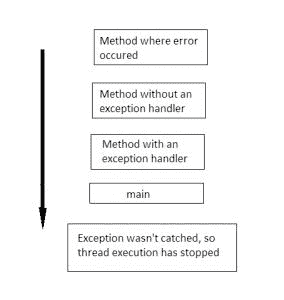 Method where error
occured
Method without an
exception handler
Method with an
exception handler
main
Exception wasn't catched, so
thread execution has stopped